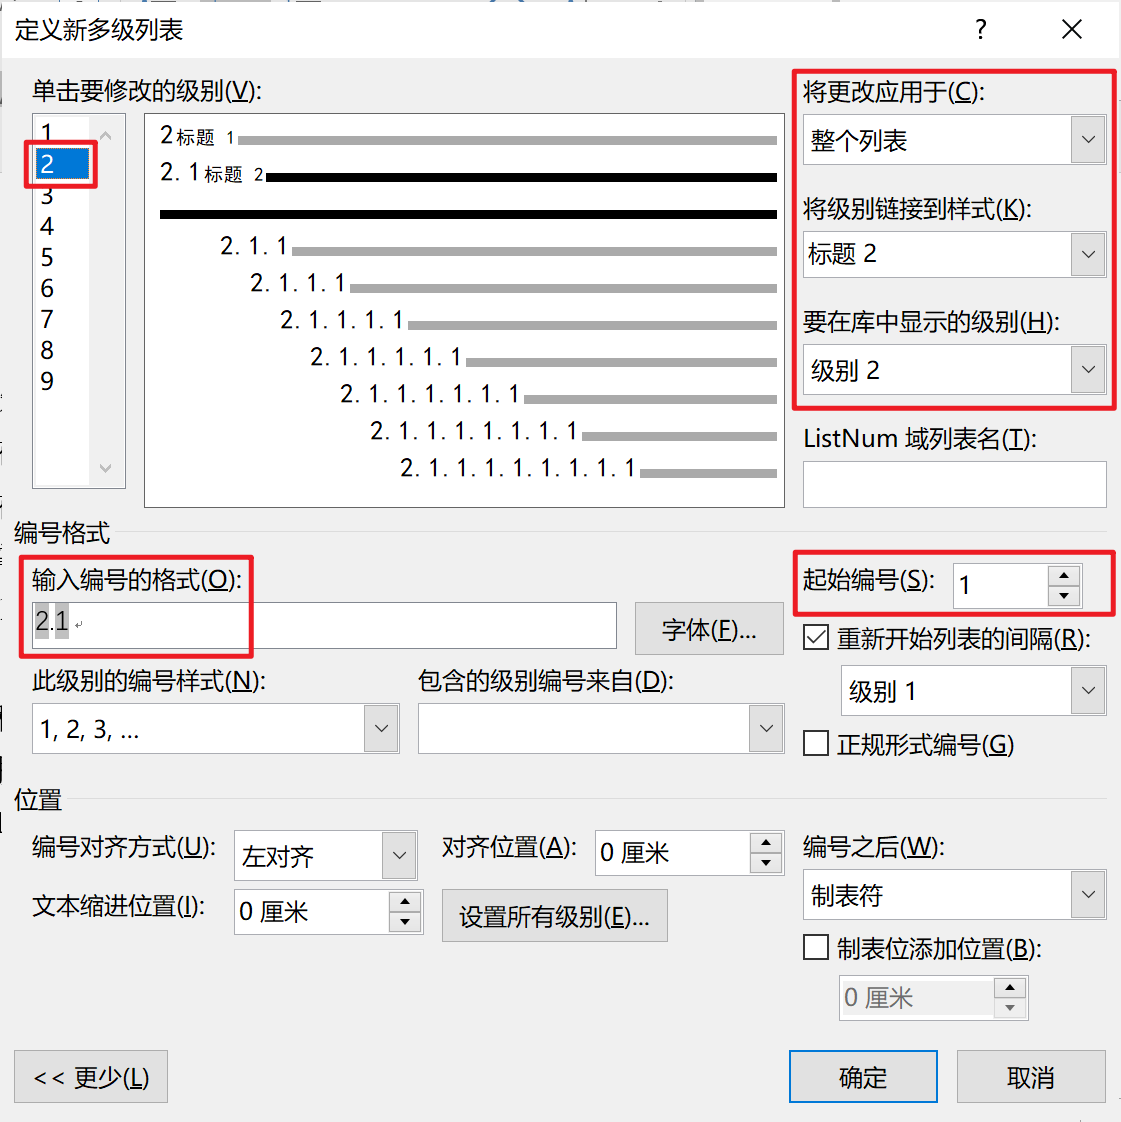 定义新多级列表 ?
单击要修改的级别(V):
1
2
3
4
5
6
7
8
9
2标题 1
2.1标题 2
2.1.1
2.1.1.1
2.1.1.1.1
2.1.1.1.1.1
2.1.1.1.1.1.1
2.1.1.1.1.1.1.1
2.1.1.1.1.1.1.1.1
将更改应用于(C):
整个列表
将级别链接到样式(K):
标题 2
要在库中显示的级别(H):
级别 2
ListNum 域列表名(T):
编号格式
输入编号的格式(O):
2.1
字体(F)...
起始编号(S): 1
重新开始列表的间隔(R):
级别 1
正规形式编号(G)
此级别的编号样式(N):
1, 2, 3, ...
包含的级别编号来自(D):
位置
编号对齐方式(U): 左对齐
对齐位置(A): 0 厘米
编号之后(W):
制表符
文本缩进位置(I): 0 厘米
设置所有级别(E)...
制表位添加位置(B):
0 厘米
<< 更少(L)
确定
取消